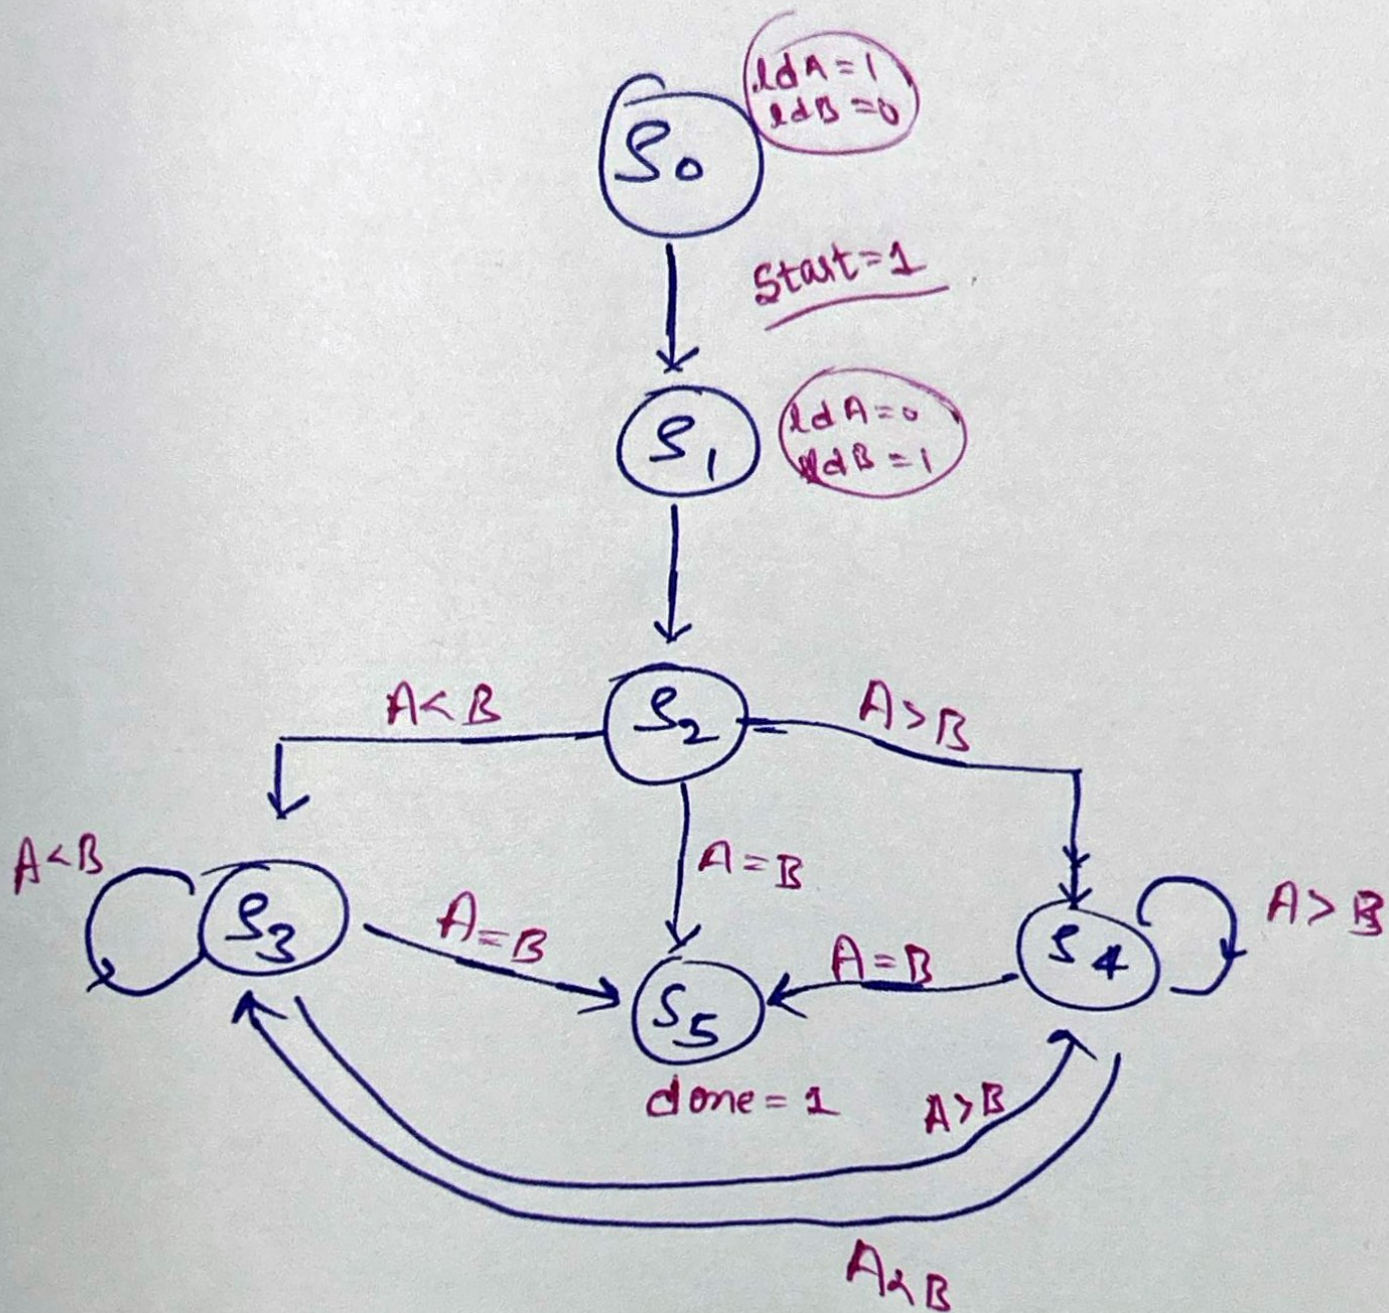 ldA=1
ldB=0
S0
Start=1
S1
ldA=0
ldB=1
A<B
S2
A>B
A<B
A=B
S3
A=B
A=B
S4
A>B
S5
done=1
A>B
A<B